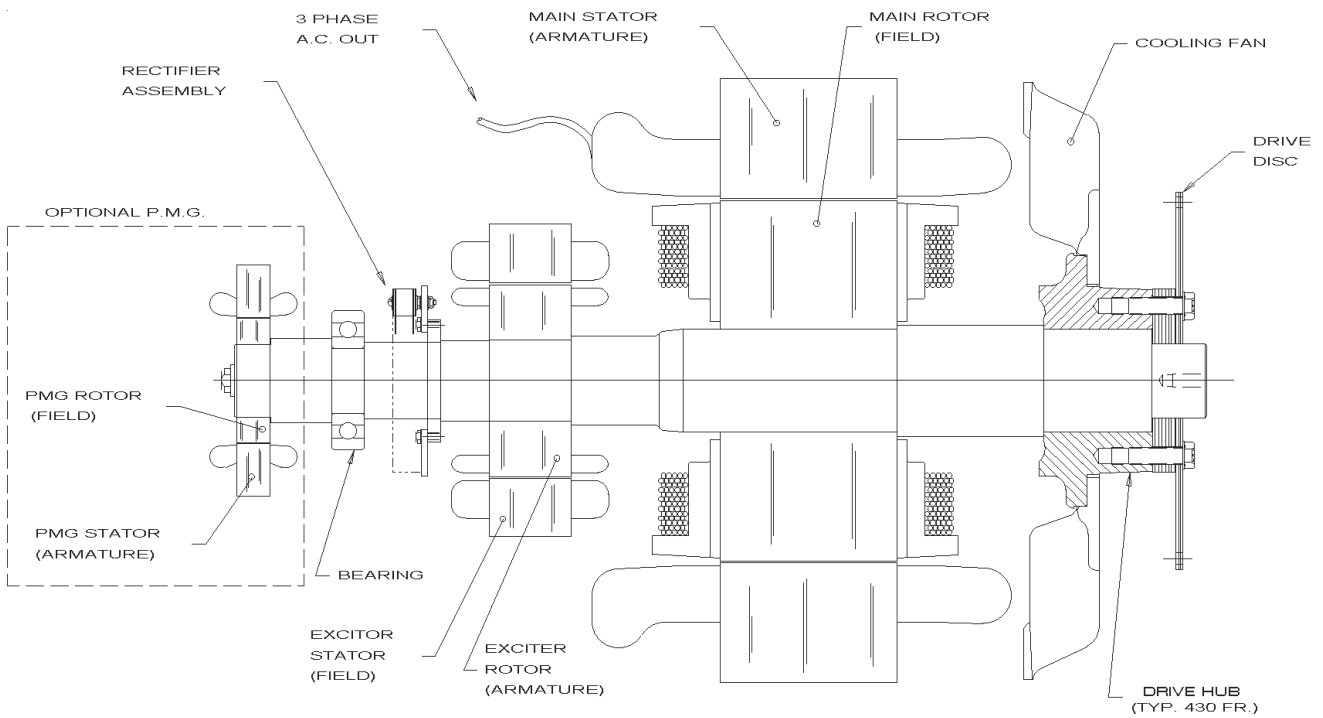 3 PHASE
A.C. OUT
MAIN STATOR
(ARMATURE)
MAIN ROTOR
(FIELD)
COOLING FAN
RECTIFIER
ASSEMBLY
DRIVE
DISC
OPTIONAL P.M.G.
PMG ROTOR
(FIELD)
PMG STATOR
(ARMATURE)
BEARING
EXCITOR
STATOR
(FIELD)
EXCITER
ROTOR
(ARMATURE)
DRIVE HUB
(TYP. 430 FR.)